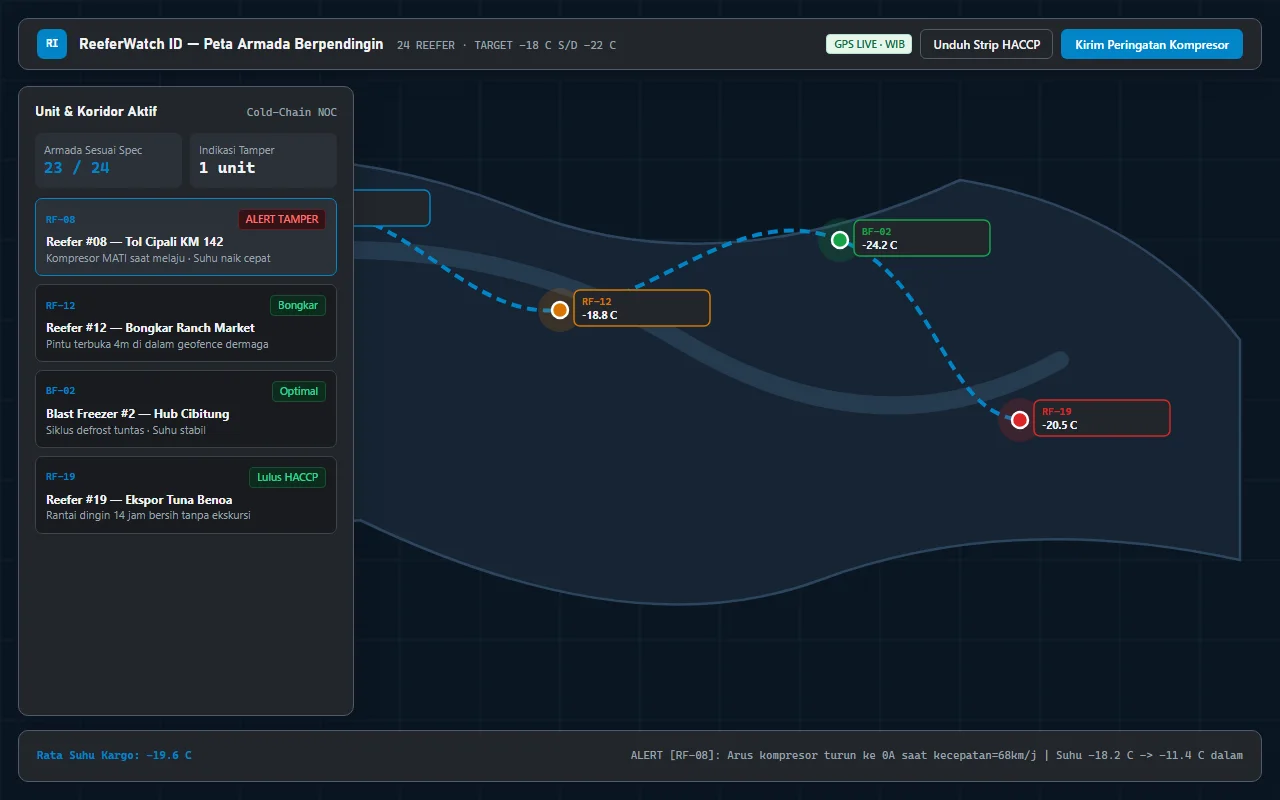 RI
ReeferWatch ID — Peta Armada Berpendingin
24 REEFER · TARGET -18 C S/D -22 C
GPS LIVE · WIB
Unduh Strip HACCP
Kirim Peringatan Kompresor
Unit & Koridor Aktif
Cold-Chain NOC
Armada Sesuai Spec
23 / 24
Indikasi Tamper
1 unit
RF-08
ALERT TAMPER
Reefer #08 — Tol Cipali KM 142
Kompresor MATI saat melaju · Suhu naik cepat
RF-12
Bongkar
Reefer #12 — Bongkar Ranch Market
Pintu terbuka 4m di dalam geofence dermaga
BF-02
Optimal
Blast Freezer #2 — Hub Cibitung
Siklus defrost tuntas · Suhu stabil
RF-19
Lulus HACCP
Reefer #19 — Ekspor Tuna Benoa
Rantai dingin 14 jam bersih tanpa ekskursi
BF-02
-24.2 C
RF-12
-18.8 C
RF-19
-20.5 C
Rata Suhu Kargo: -19.6 C
ALERT [RF-08]: Arus kompresor turun ke 0A saat kecepatan=68km/j | Suhu -18.2 C -> -11.4 C dalam